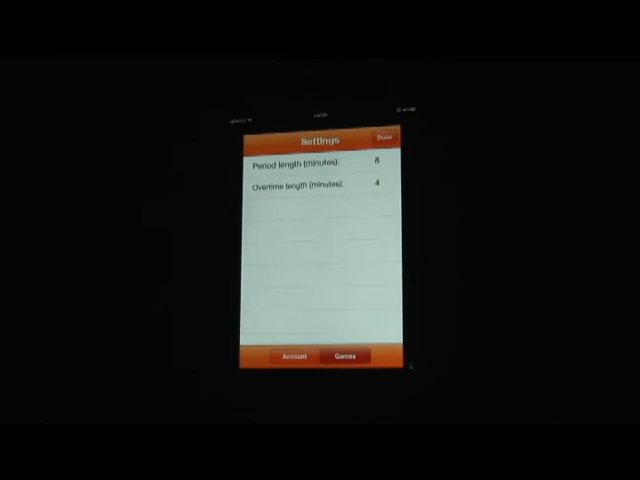 Settings
Done
Period length (minutes): 8
Overtime length (minutes): 4
Account
Games